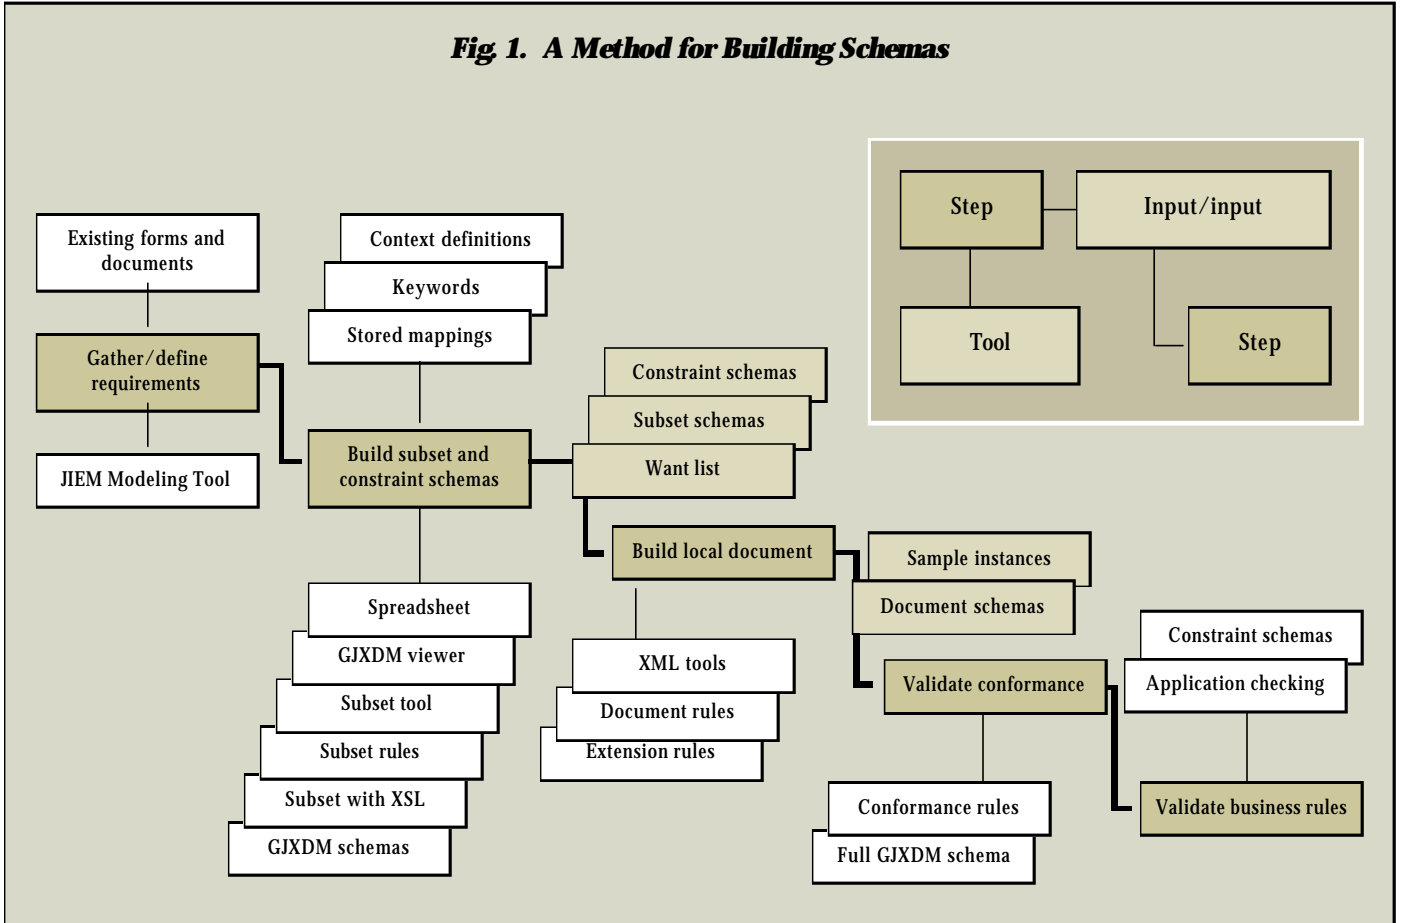 Fig. 1. A Method for Building Schemas
Step
Input/input
Tool
Step
Existing forms and
documents
Gather/define
requirements
JIEM Modeling Tool
Context definitions
Keywords
Stored mappings
Build subset and
constraint schemas
Constraint schemas
Subset schemas
Want list
Spreadsheet
GJXDM viewer
Subset tool
Subset rules
Subset with XSL
GJXDM schemas
Build local document
XML tools
Document rules
Extension rules
Sample instances
Document schemas
Validate conformance
Conformance rules
Full GJXDM schema
Constraint schemas
Application checking
Validate business rules